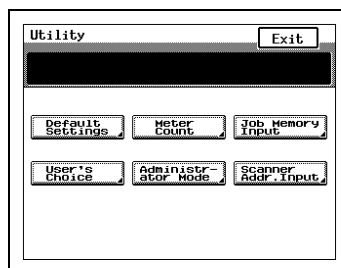 Utility
Exit
Default
Settings
Meter
Count
Job Memory
Input
User's
Choice
Administr-
ator Mode
Scanner
Addr.Input